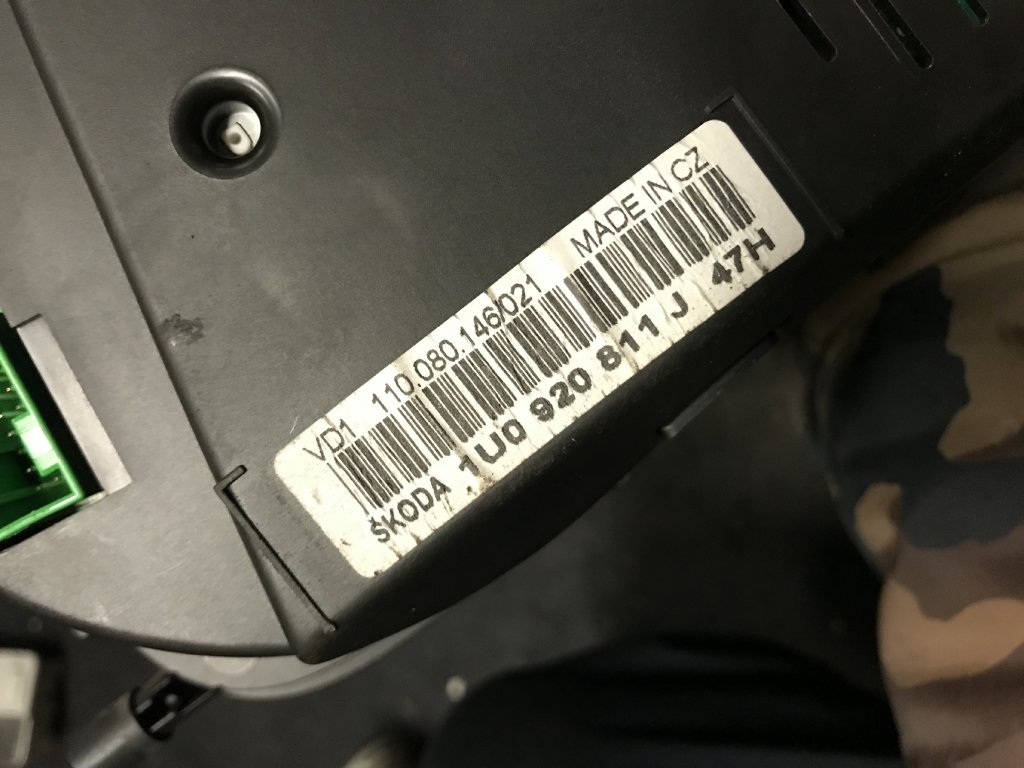 VD1 110.080.146/021 MADE IN CZ
ŠKODA 1U0 920 811 J 47H